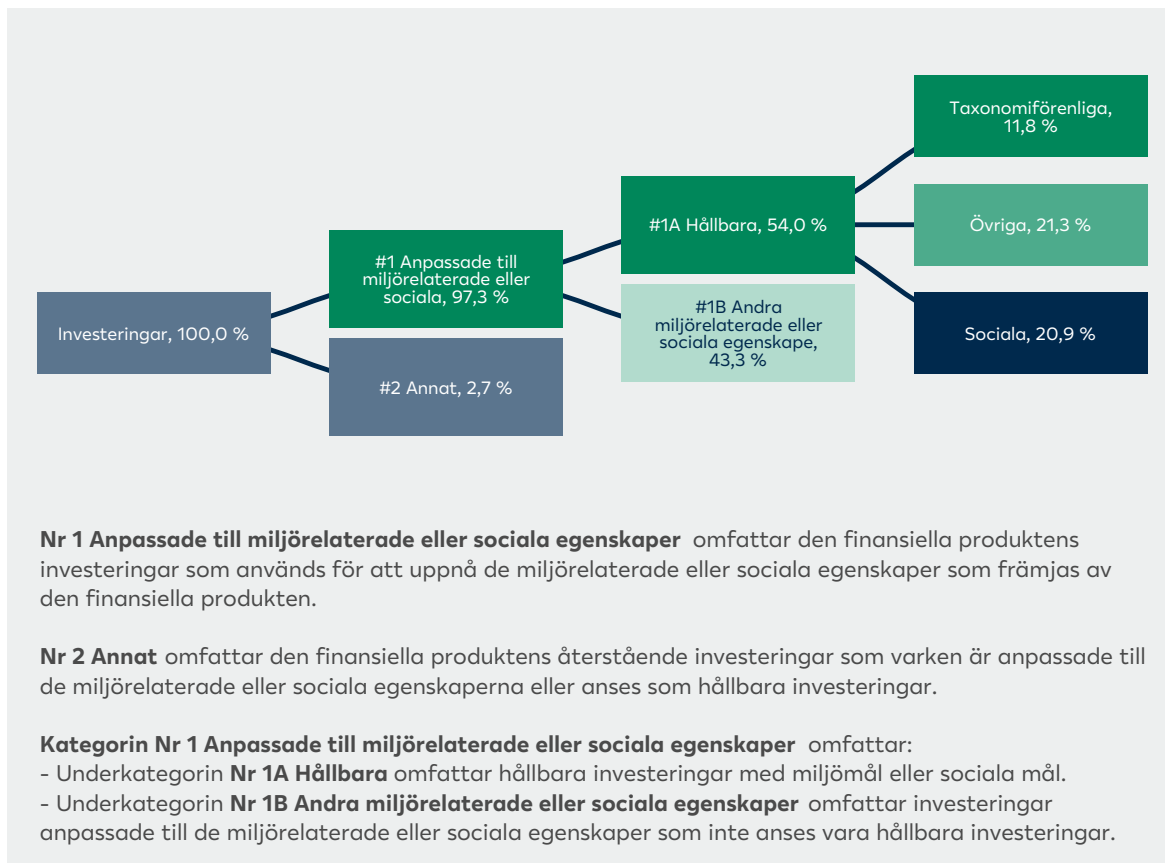 Investeringar, 100,0 %
#1 Anpassade till
miljörelaterade eller
sociala, 97,3 %
#2 Annat, 2,7 %
#1A Hållbara, 54,0 %
#1B Andra
miljörelaterade eller
sociala egenskape,
43,3 %
Taxonomiförenliga,
11,8 %
Övriga, 21,3 %
Sociala, 20,9 %
Nr 1 Anpassade till miljörelaterade eller sociala egenskaper omfattar den finansiella produktens
investeringar som används för att uppnå de miljörelaterade eller sociala egenskaper som främjas av
den finansiella produkten.
Nr 2 Annat omfattar den finansiella produktens återstående investeringar som varken är anpassade till
de miljörelaterade eller sociala egenskaperna eller anses som hållbara investeringar.
Kategorin Nr 1 Anpassade till miljörelaterade eller sociala egenskaper omfattar:
- Underkategorin Nr 1A Hållbara omfattar hållbara investeringar med miljömål eller sociala mål.
- Underkategorin Nr 1B Andra miljörelaterade eller sociala egenskaper omfattar investeringar
anpassade till de miljörelaterade eller sociala egenskaper som inte anses vara hållbara investeringar.